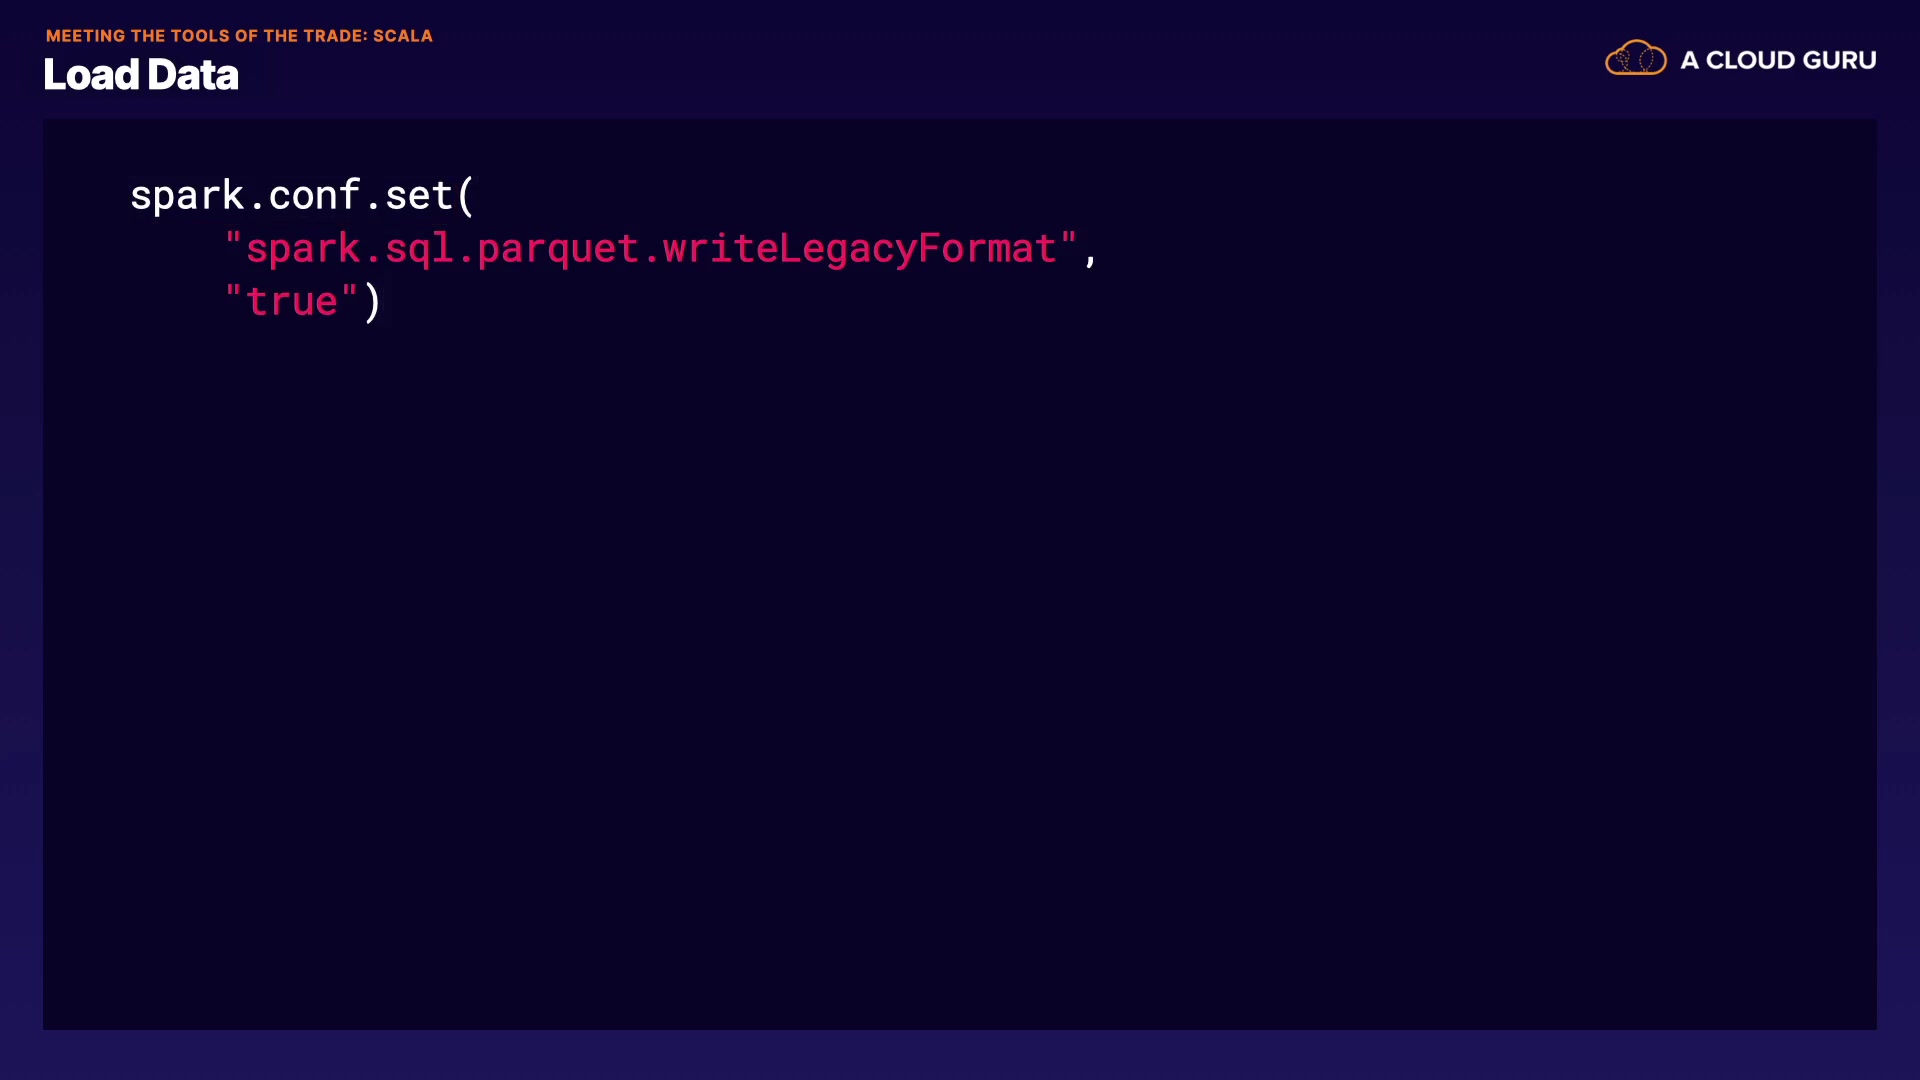 MEETING THE TOOLS OF THE TRADE: SCALA
Load Data
A CLOUD GURU
spark.conf.set(
"spark.sql.parquet.writeLegacyFormat",
"true")